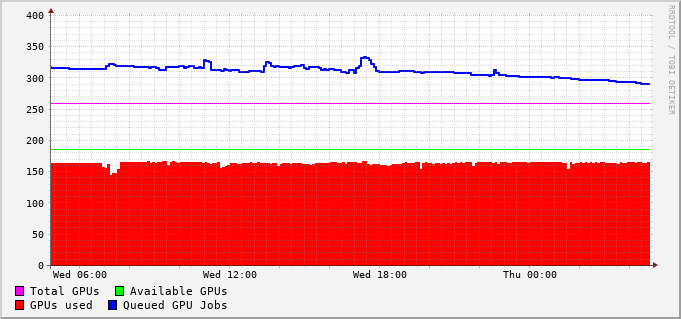 400
350
300
250
200
150
100
50
0
Wed 06:00 Wed 12:00 Wed 18:00 Thu 00:00
Total GPUs Available GPUs
GPUs used Queued GPU Jobs
RRDTOOL / TOBI OETIKER